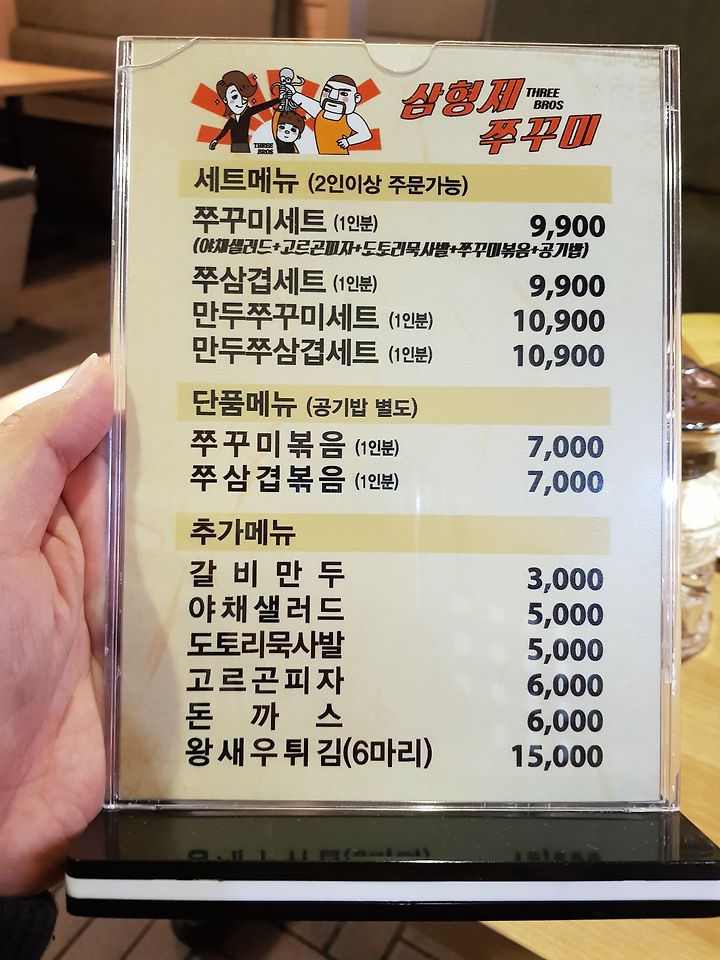 삼형제 THREE BROS
쭈꾸미
THREE BROS
세트메뉴 (2인이상 주문가능)
쭈꾸미세트 (1인분) 9,900
(야채샐러드+고르곤피자+도토리묵사발+쭈꾸미볶음+공기밥)
쭈삼겹세트 (1인분) 9,900
만두쭈꾸미세트 (1인분) 10,900
만두쭈삼겹세트 (1인분) 10,900
단품메뉴 (공기밥 별도)
쭈꾸미볶음 (1인분) 7,000
쭈삼겹볶음 (1인분) 7,000
추가메뉴
갈비만두 3,000
야채샐러드 5,000
도토리묵사발 5,000
고르곤피자 6,000
돈까스 6,000
왕새우튀김(6마리) 15,000